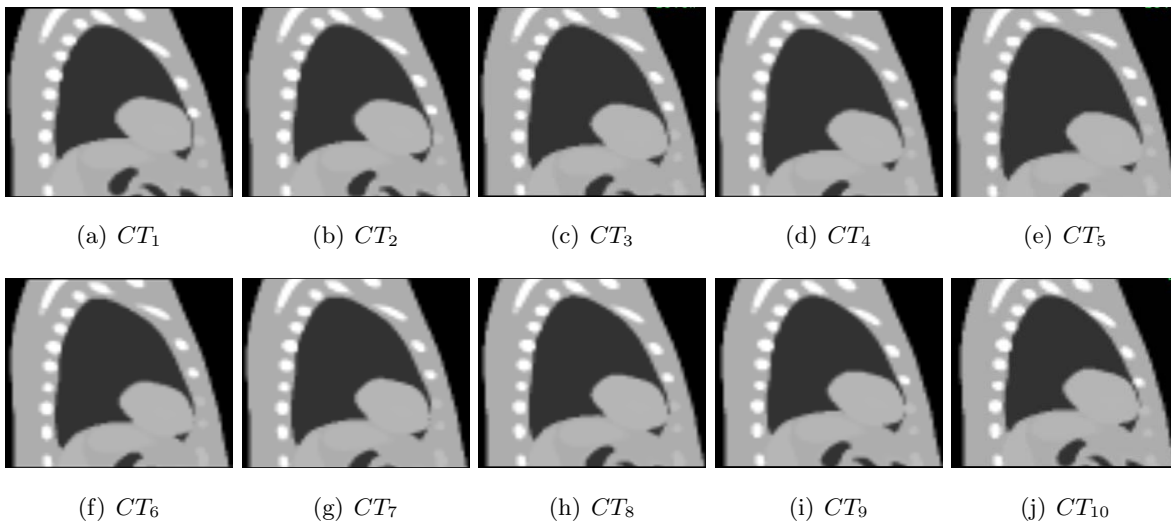 (a) CT₁ (b) CT₂ (c) CT₃ (d) CT₄ (e) CT₅
(f) CT₆ (g) CT₇ (h) CT₈ (i) CT₉ (j) CT₁₀